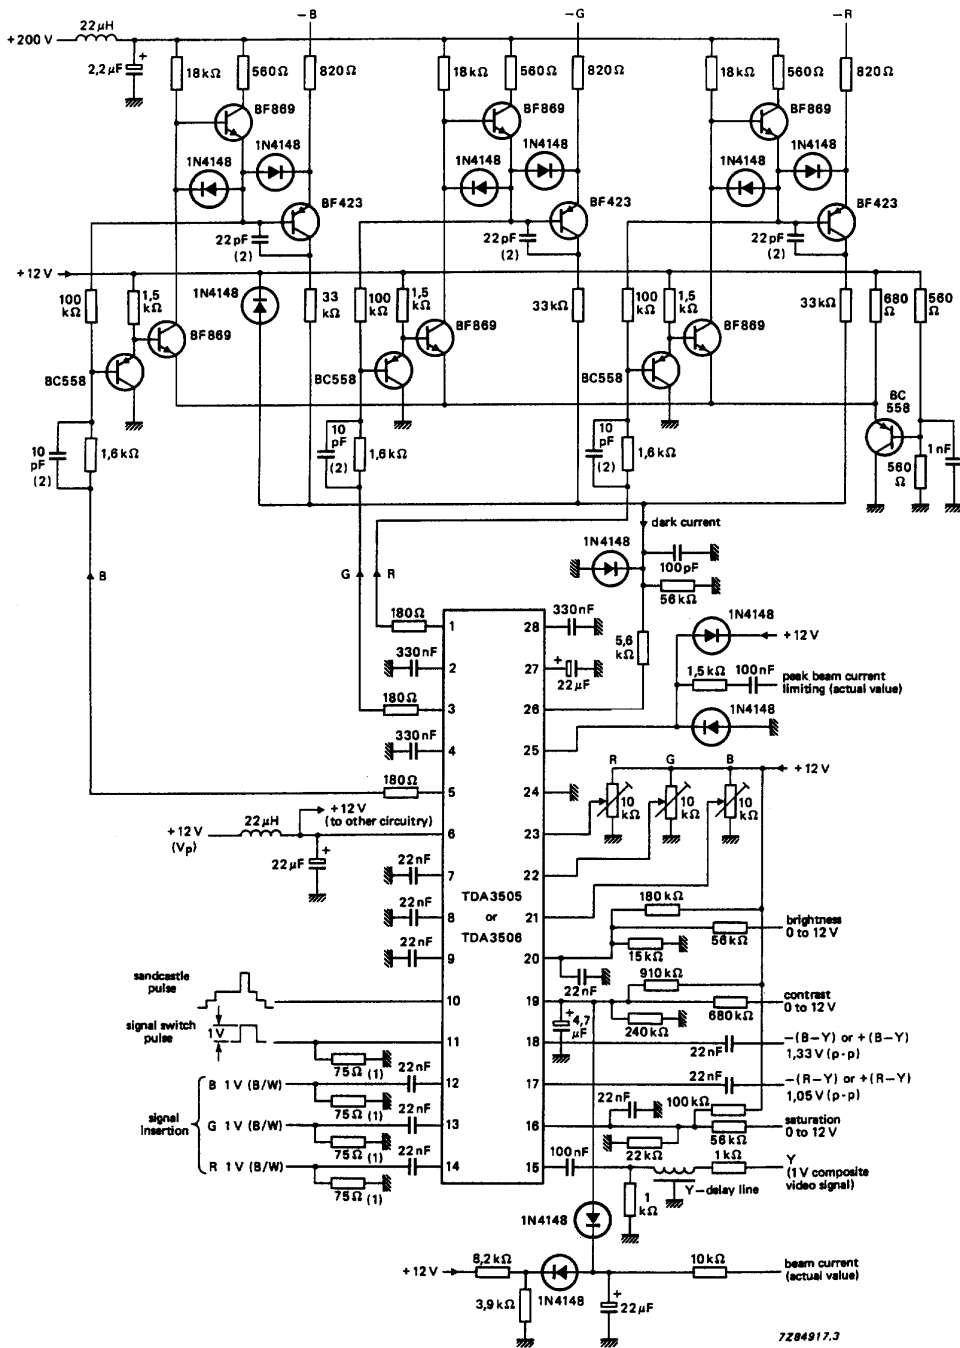 −B
−G
−R
+200 V
22 µH
2,2 µF
+
18 kΩ
560 Ω
820 Ω
18 kΩ
560 Ω
820 Ω
18 kΩ
560 Ω
820 Ω
BF869
BF869
BF869
1N4148
1N4148
1N4148
1N4148
1N4148
1N4148
BF423
BF423
BF423
22 pF
(2)
22 pF
(2)
22 pF
(2)
+12 V
100
kΩ
1,5
kΩ
1N4148
33
kΩ
100
kΩ
1,5
kΩ
33 kΩ
100
kΩ
1,5
kΩ
33 kΩ
680
Ω
560
Ω
BF869
BF869
BF869
BC558
BC558
BC558
BC
558
10
pF
(2)
1,6 kΩ
10
pF
(2)
1,6 kΩ
10
pF
(2)
1,6 kΩ
560
Ω
1 nF
dark current
1N4148
100 pF
56 kΩ
B
G
R
180 Ω
1
28
330 nF
5,6
kΩ
1N4148
+12 V
330 nF
2
27
+
22 µF
1,5 kΩ
100 nF
peak beam current
limiting (actual value)
180 Ω
3
26
1N4148
330 nF
4
25
180 Ω
5
24
R
G
B
+12 V
10
kΩ
10
kΩ
10
kΩ
+12 V
(to other circuitry)
+12 V
(Vp)
22 µH
6
23
22 µF
+
22 nF
7
22
22 nF
8
TDA3505
or
TDA3506
21
180 kΩ
brightness
0 to 12 V
56 kΩ
15 kΩ
22 nF
9
20
22 nF
910 kΩ
sandcastle
pulse
10
19
contrast
0 to 12 V
680 kΩ
240 kΩ
+
4,7
µF
signal switch
pulse
1 V
11
18
22 nF
−(B−Y) or +(B−Y)
1,33 V (p-p)
75 Ω (1)
22 nF
B 1 V (B/W)
12
17
22 nF
−(R−Y) or +(R−Y)
1,05 V (p-p)
75 Ω (1)
22 nF
signal
insertion
G 1 V (B/W)
13
16
22 nF
100 kΩ
saturation
0 to 12 V
56 kΩ
22 kΩ
75 Ω (1)
22 nF
R 1 V (B/W)
14
15
100 nF
1 kΩ
Y
(1 V composite
video signal)
75 Ω (1)
Y−delay line
1
kΩ
1N4148
+12 V
8,2 kΩ
1N4148
10 kΩ
beam current
(actual value)
3,9 kΩ
+
22 µF
7Z84917.3